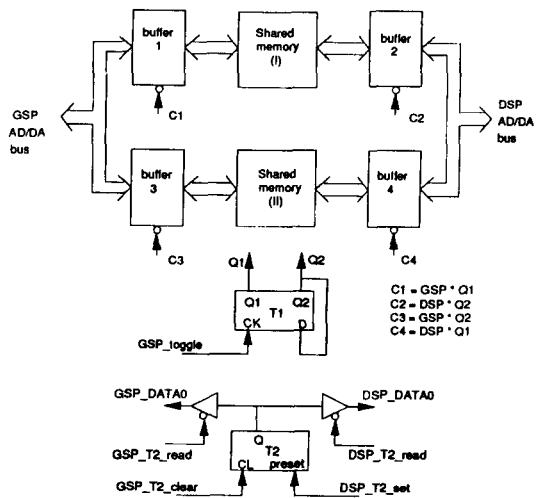 buffer
1
Shared
memory
(I)
buffer
2
GSP
AD/DA
bus
C1
C2
DSP
AD/DA
bus
buffer
3
Shared
memory
(II)
buffer
4
C3
C4
Q1
Q2
Q1 Q2
T1
CK D
GSP_toggle
C1 = GSP * Q1
C2 = DSP * Q2
C3 = GSP * Q2
C4 = DSP * Q1
GSP_DATA0
DSP_DATA0
Q
T2
CL preset
GSP_T2_read
DSP_T2_read
GSP_T2_clear
DSP_T2_set